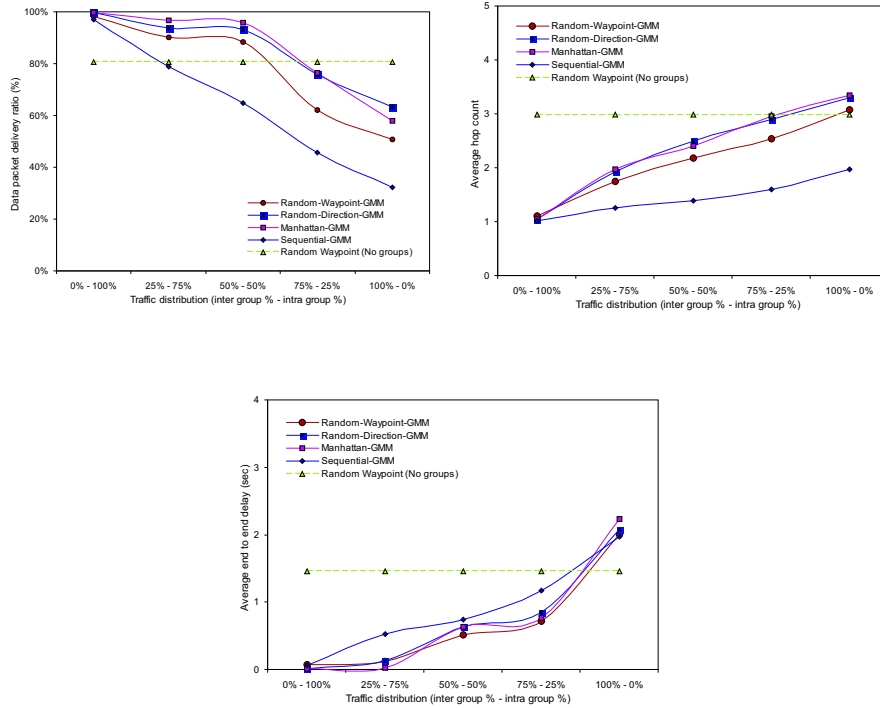 100%
80%
60%
40%
20%
0%
Data packet delivery ratio (%)
Random-Waypoint-GMM
Random-Direction-GMM
Manhattan-GMM
Sequential-GMM
Random Waypoint (No groups)
0% - 100% 25% - 75% 50% - 50% 75% - 25% 100% - 0%
Traffic distribution (inter group % - intra group %)
5
4
3
2
1
0
Average hop count
Random-Waypoint-GMM
Random-Direction-GMM
Manhattan-GMM
Sequential-GMM
Random Waypoint (No groups)
0% - 100% 25% - 75% 50% - 50% 75% - 25% 100% - 0%
Traffic distribution (inter group % - intra group %)
4
3
2
1
0
Average end to end delay (sec)
Random-Waypoint-GMM
Random-Direction-GMM
Manhattan-GMM
Sequential-GMM
Random Waypoint (No groups)
0% - 100% 25% - 75% 50% - 50% 75% - 25% 100% - 0%
Traffic distribution (inter group % - intra group %)